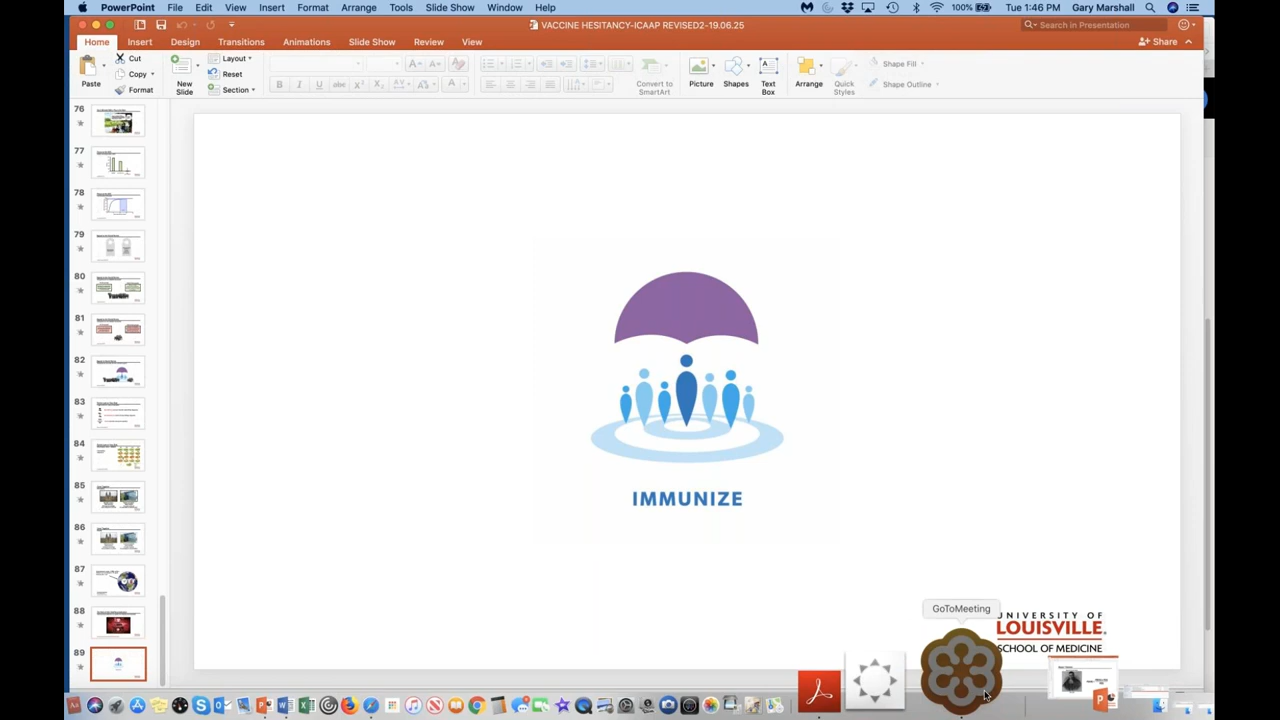 PowerPoint File Edit View Insert Format Arrange Tools Slide Show Window Help 100% Tue 1:46 PM Gary Marshall
VACCINE HESITANCY-ICAAP REVISED2-19.06.25
Search in Presentation
Home Insert Design Transitions Animations Slide Show Review View
Share
Paste
Cut
Copy
Format
New
Slide
Layout
Reset
Section
B I U abc X² X₂
Convert to
SmartArt
Picture
Shapes
Text
Box
Arrange
Quick
Styles
Shape Fill
Shape Outline
76
77
78
79
80
81
82
83
84
85
86
87
88
89
IMMUNIZE
GoToMeeting
UNIVERSITY OF
LOUISVILLE.
SCHOOL OF MEDICINE